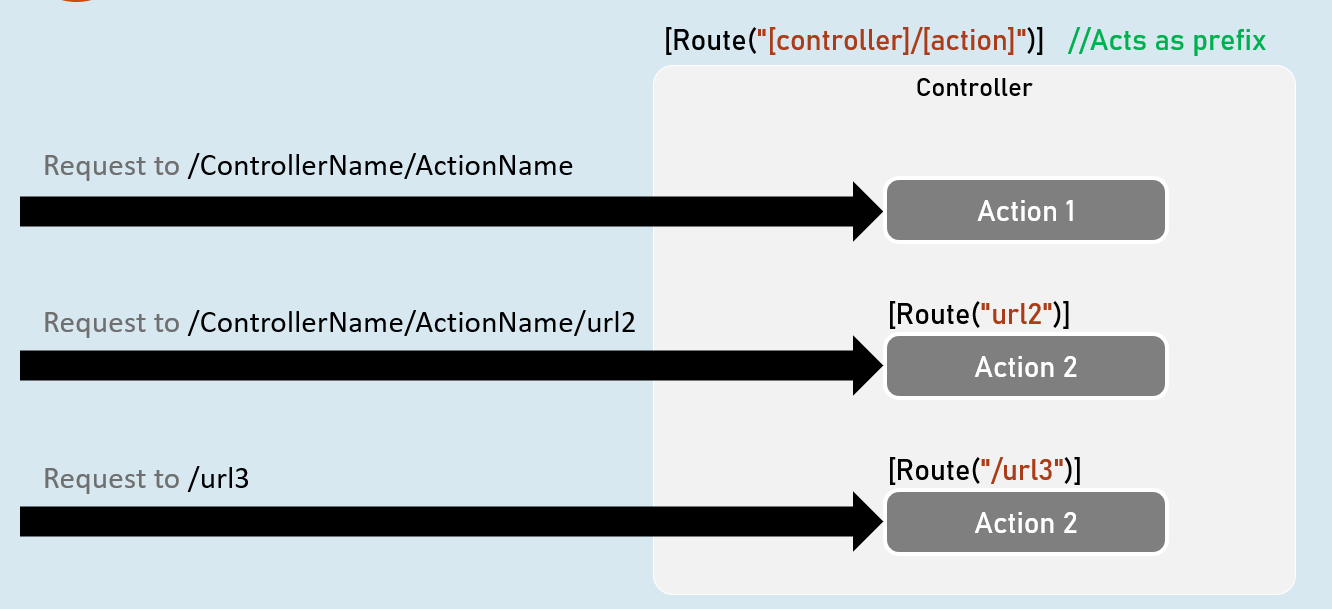 [Route("[controller]/[action]")] //Acts as prefix
Controller
Request to /ControllerName/ActionName
Action 1
Request to /ControllerName/ActionName/url2
[Route("url2")]
Action 2
Request to /url3
[Route("/url3")]
Action 2